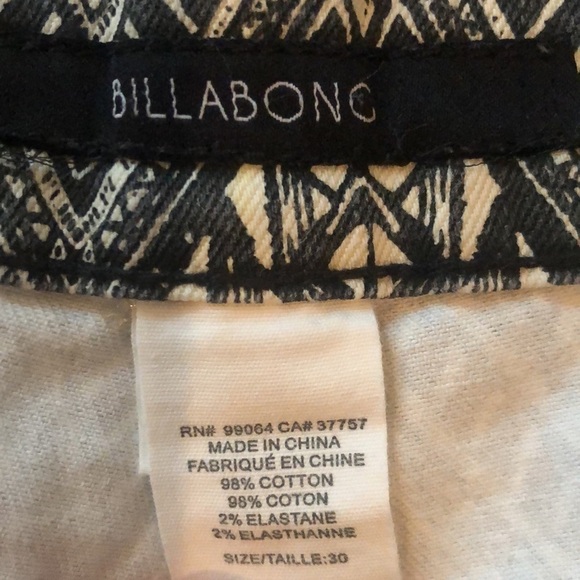 BILLABONG
RN# 99064 CA# 37757
MADE IN CHINA
FABRIQUÉ EN CHINE
98% COTTON
98% COTON
2% ELASTANE
2% ELASTHANNE
SIZE/TAILLE:30